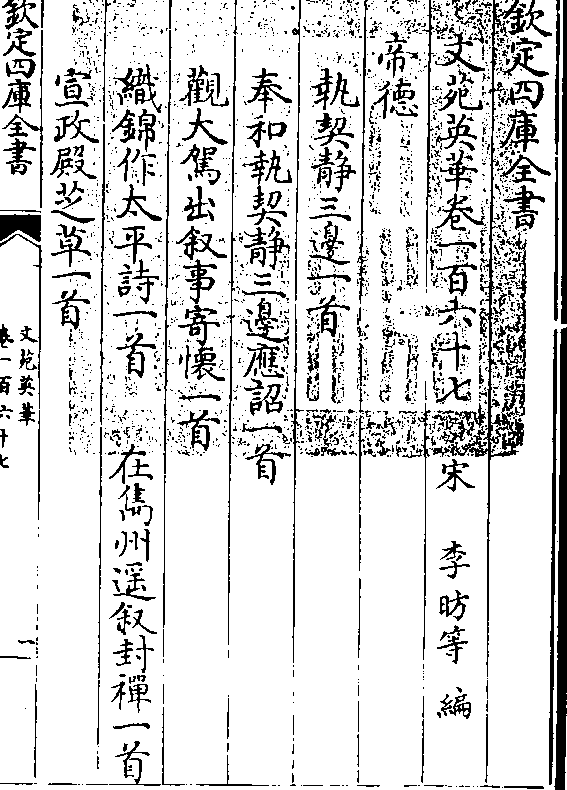 欽定四庫全書
文苑英華卷一百六十七 宋 李昉等 編
帝德
執契静三邊一首
奉和執契静三邊應詔一首
觀大駕出叙事寄懷一首
織錦作太平詩一首 在雋州遥叙封禪一首
宣政殿芝草一首
欽定四庫全書
文苑英華
卷一百六十七
一